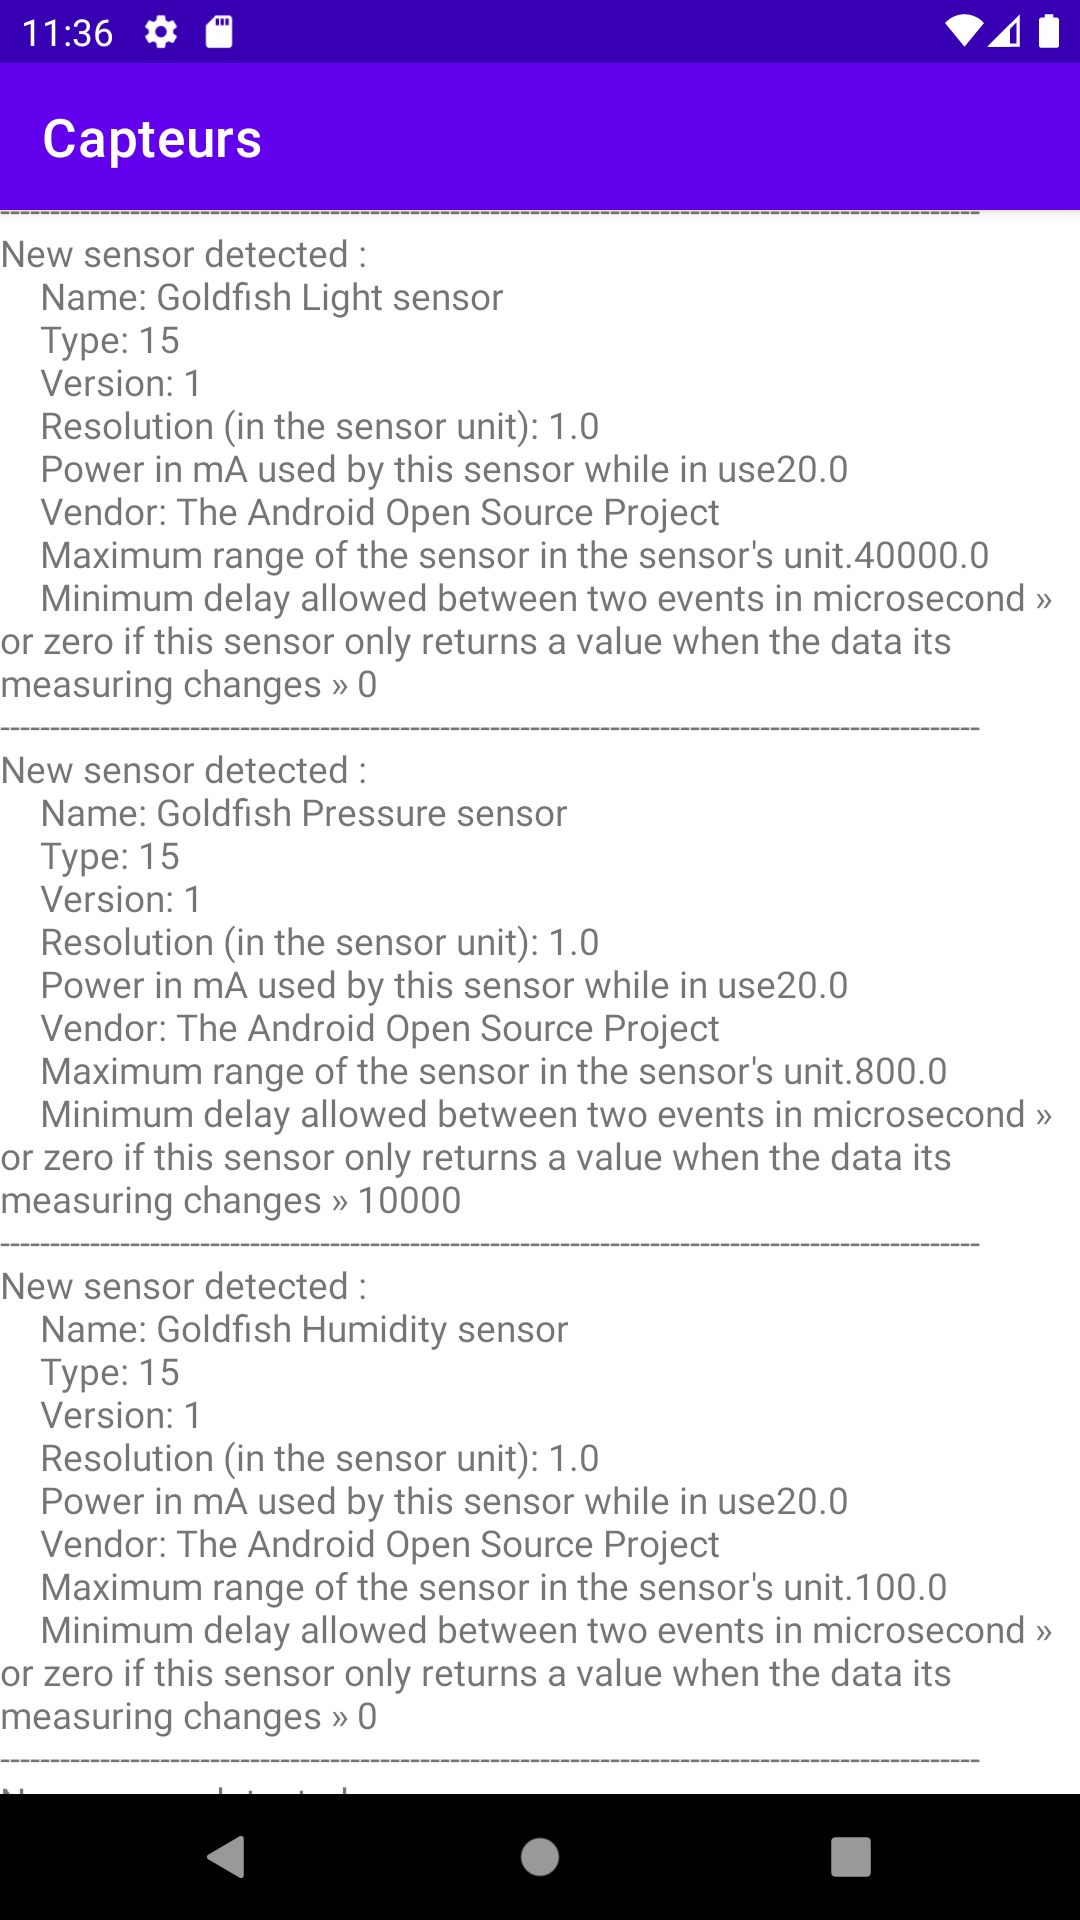 11:36
Capteurs
--------------------------------------------------------------------------------------------------
New sensor detected :
Name: Goldfish Light sensor
Type: 15
Version: 1
Resolution (in the sensor unit): 1.0
Power in mA used by this sensor while in use20.0
Vendor: The Android Open Source Project
Maximum range of the sensor in the sensor's unit.40000.0
Minimum delay allowed between two events in microsecond »
or zero if this sensor only returns a value when the data its
measuring changes » 0
--------------------------------------------------------------------------------------------------
New sensor detected :
Name: Goldfish Pressure sensor
Type: 15
Version: 1
Resolution (in the sensor unit): 1.0
Power in mA used by this sensor while in use20.0
Vendor: The Android Open Source Project
Maximum range of the sensor in the sensor's unit.800.0
Minimum delay allowed between two events in microsecond »
or zero if this sensor only returns a value when the data its
measuring changes » 10000
--------------------------------------------------------------------------------------------------
New sensor detected :
Name: Goldfish Humidity sensor
Type: 15
Version: 1
Resolution (in the sensor unit): 1.0
Power in mA used by this sensor while in use20.0
Vendor: The Android Open Source Project
Maximum range of the sensor in the sensor's unit.100.0
Minimum delay allowed between two events in microsecond »
or zero if this sensor only returns a value when the data its
measuring changes » 0
--------------------------------------------------------------------------------------------------